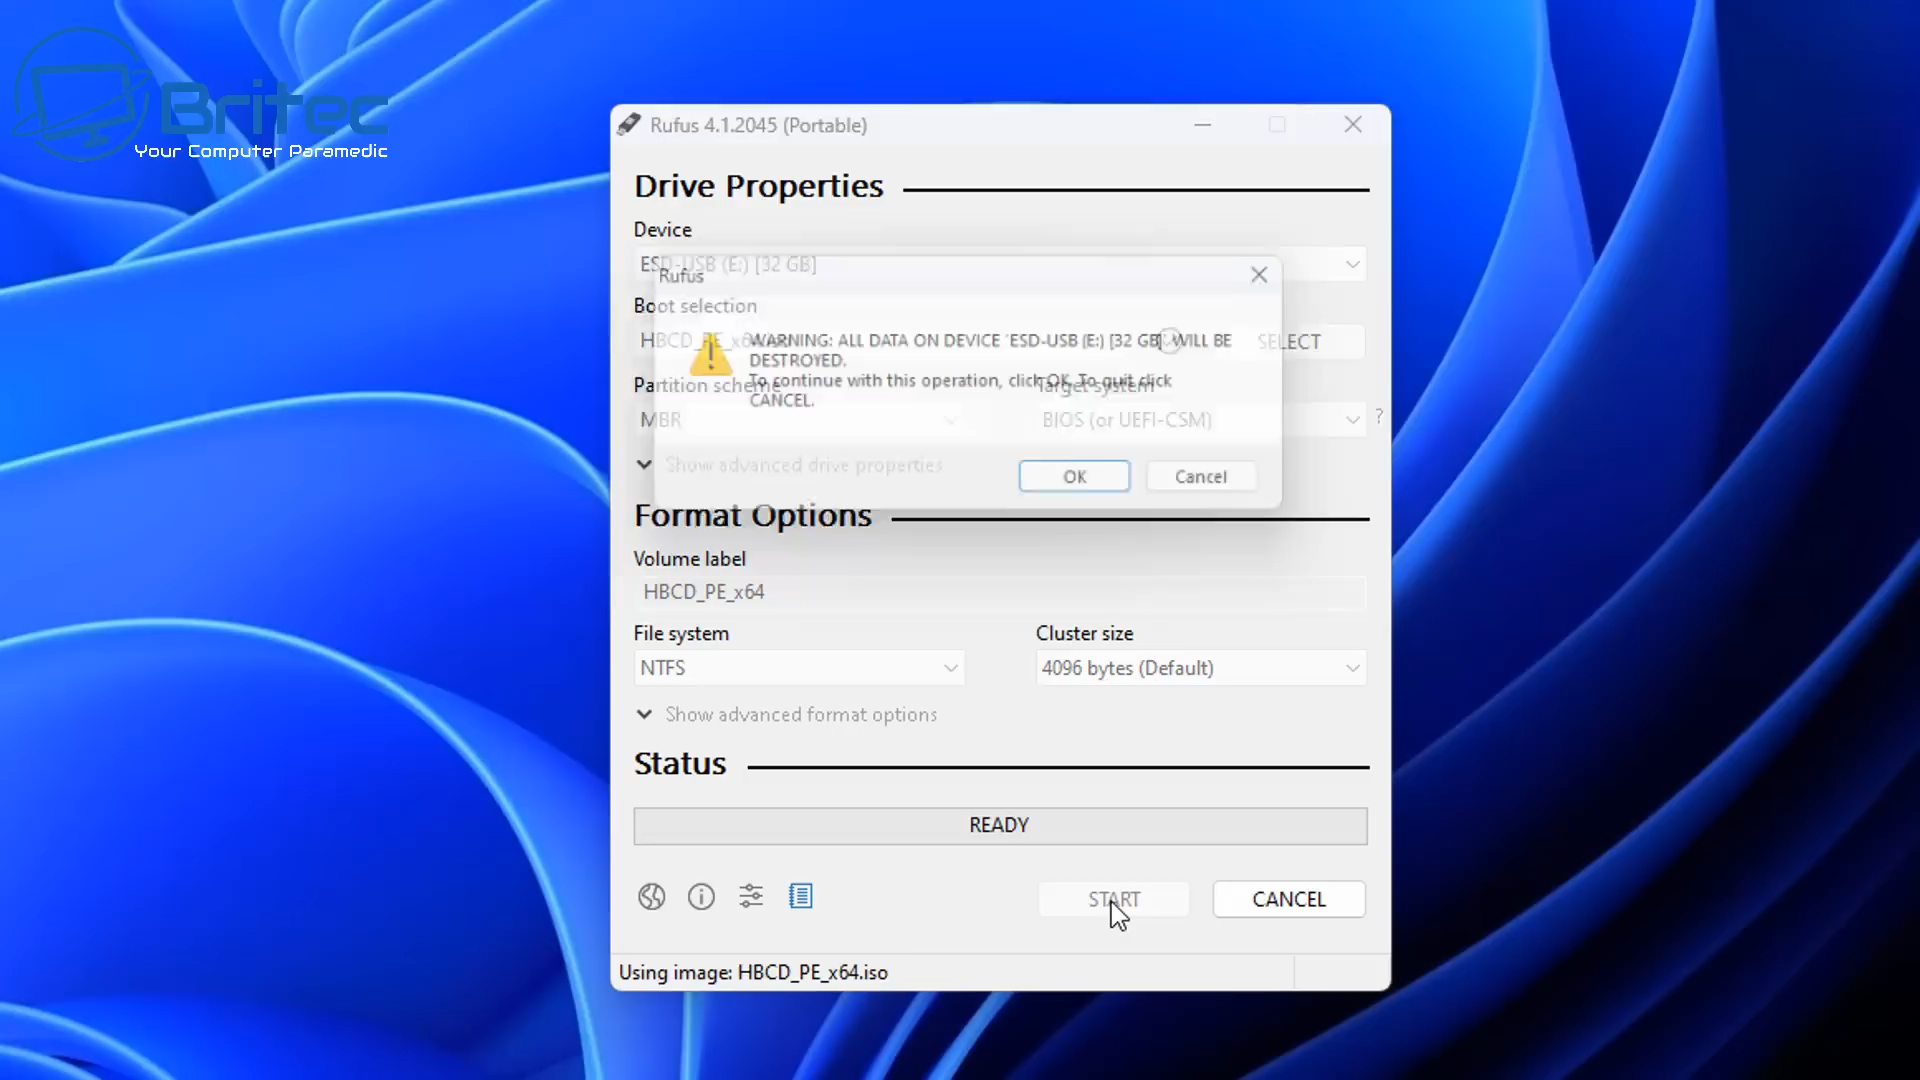 Britec
Your Computer Paramedic
Rufus 4.1.2045 (Portable)
Drive Properties
Device
ESD-USB (E:) [32 GB]
Rufus
Boot selection
HBCD_PE_x64.iso
SELECT
WARNING: ALL DATA ON DEVICE 'ESD-USB (E:) [32 GB]' WILL BE
DESTROYED.
To continue with this operation, click OK. To quit click
CANCEL.
Partition scheme
Target system
MBR
BIOS (or UEFI-CSM)
?
Show advanced drive properties
OK
Cancel
Format Options
Volume label
HBCD_PE_x64
File system
Cluster size
NTFS
4096 bytes (Default)
Show advanced format options
Status
READY
START
CANCEL
Using image: HBCD_PE_x64.iso